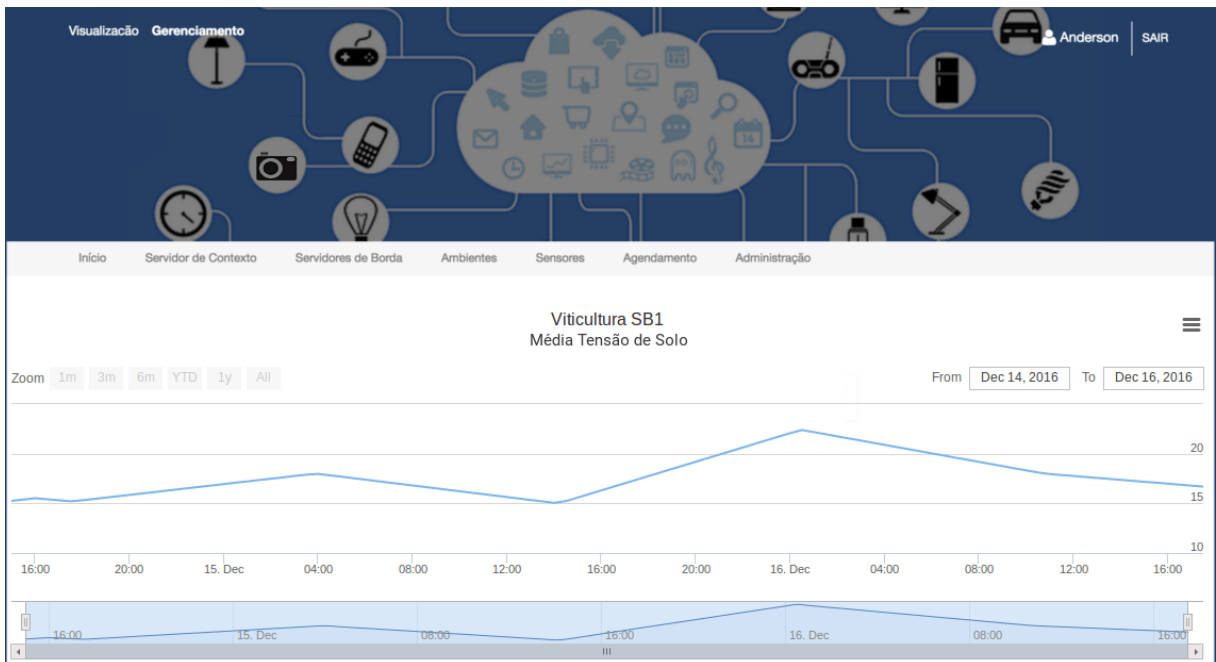 Visualizacão Gerenciamento Anderson SAIR
14
Início Servidor de Contexto Servidores de Borda Ambientes Sensores Agendamento Administração
Viticultura SB1
Média Tensão de Solo
Zoom 1m 3m 6m YTD 1y All From Dec 14, 2016 To Dec 16, 2016
20
15
10
16:00 20:00 15. Dec 04:00 08:00 12:00 16:00 20:00 16. Dec 04:00 08:00 12:00 16:00
16:00 15. Dec 08:00 16:00 16. Dec 08:00 16:00